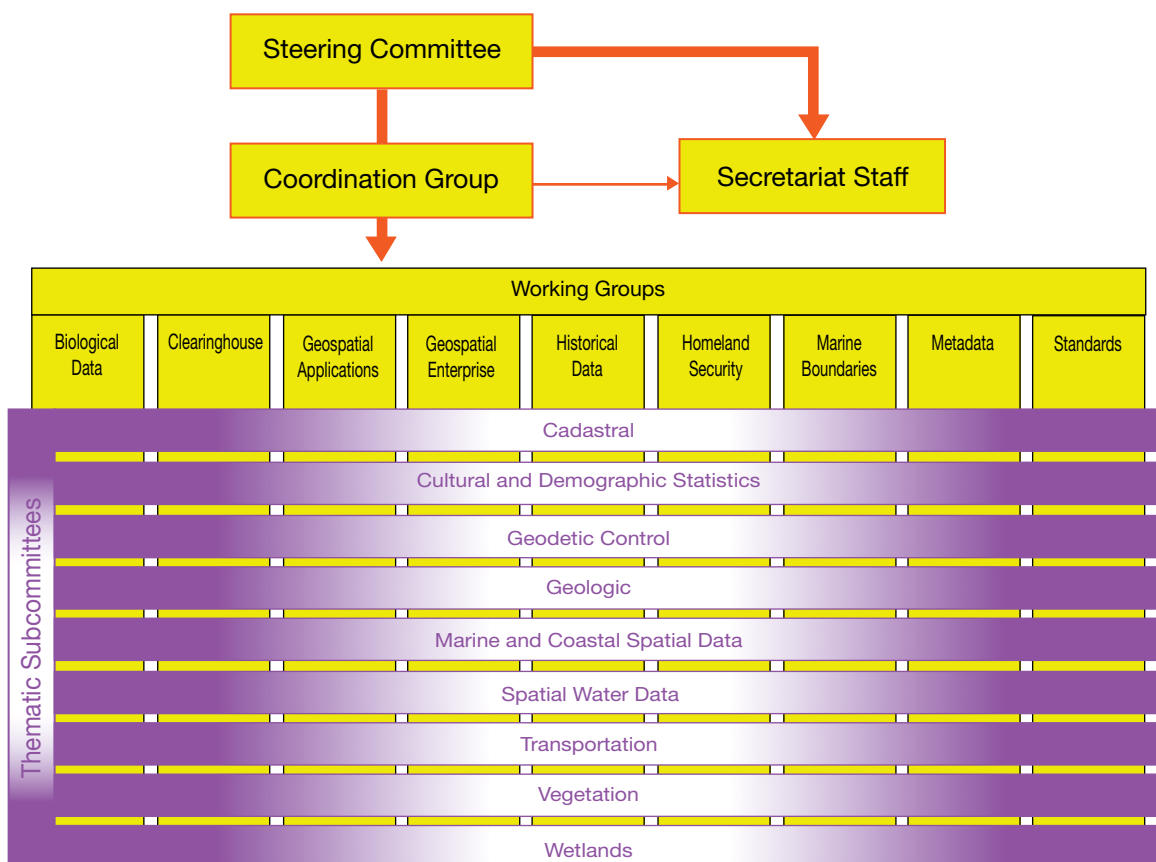 Steering Committee
Coordination Group
Secretariat Staff
Working Groups
Biological
Data
Clearinghouse
Geospatial
Applications
Geospatial
Enterprise
Historical
Data
Homeland
Security
Marine
Boundaries
Metadata
Standards
Thematic Subcommittees
Cadastral
Cultural and Demographic Statistics
Geodetic Control
Geologic
Marine and Coastal Spatial Data
Spatial Water Data
Transportation
Vegetation
Wetlands